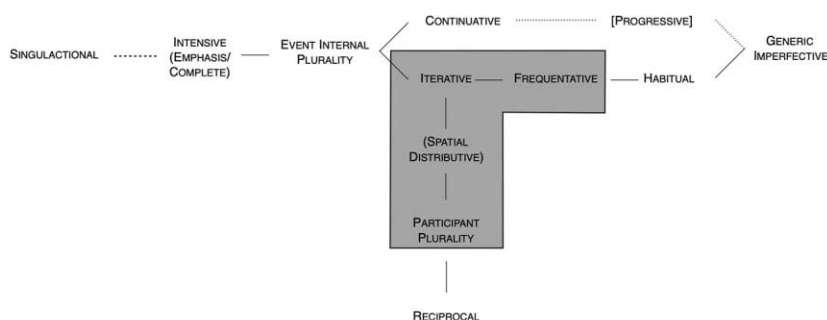 CONTINUATIVE
[PROGRESSIVE]
SINGULACTIONAL
INTENSIVE
(EMPHASIS/
COMPLETE)
EVENT INTERNAL
PLURALITY
GENERIC
IMPERFECTIVE
ITERATIVE
FREQUENTATIVE
HABITUAL
(SPATIAL
DISTRIBUTIVE)
PARTICIPANT
PLURALITY
RECIPROCAL